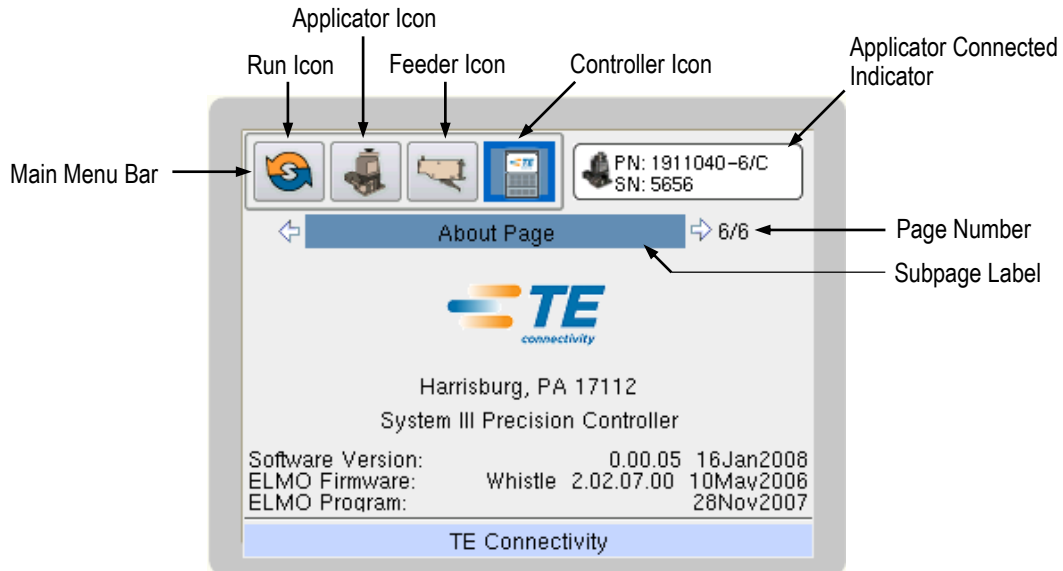 Applicator Icon
Run Icon
Feeder Icon
Controller Icon
Applicator Connected
Indicator
Main Menu Bar
S
TE
PN: 1911040-6/C
SN: 5656
About Page
6/6
Page Number
Subpage Label
TE
connectivity
Harrisburg, PA 17112
System III Precision Controller
Software Version: 0.00.05 16Jan2008
ELMO Firmware: Whistle 2.02.07.00 10May2006
ELMO Program: 28Nov2007
TE Connectivity